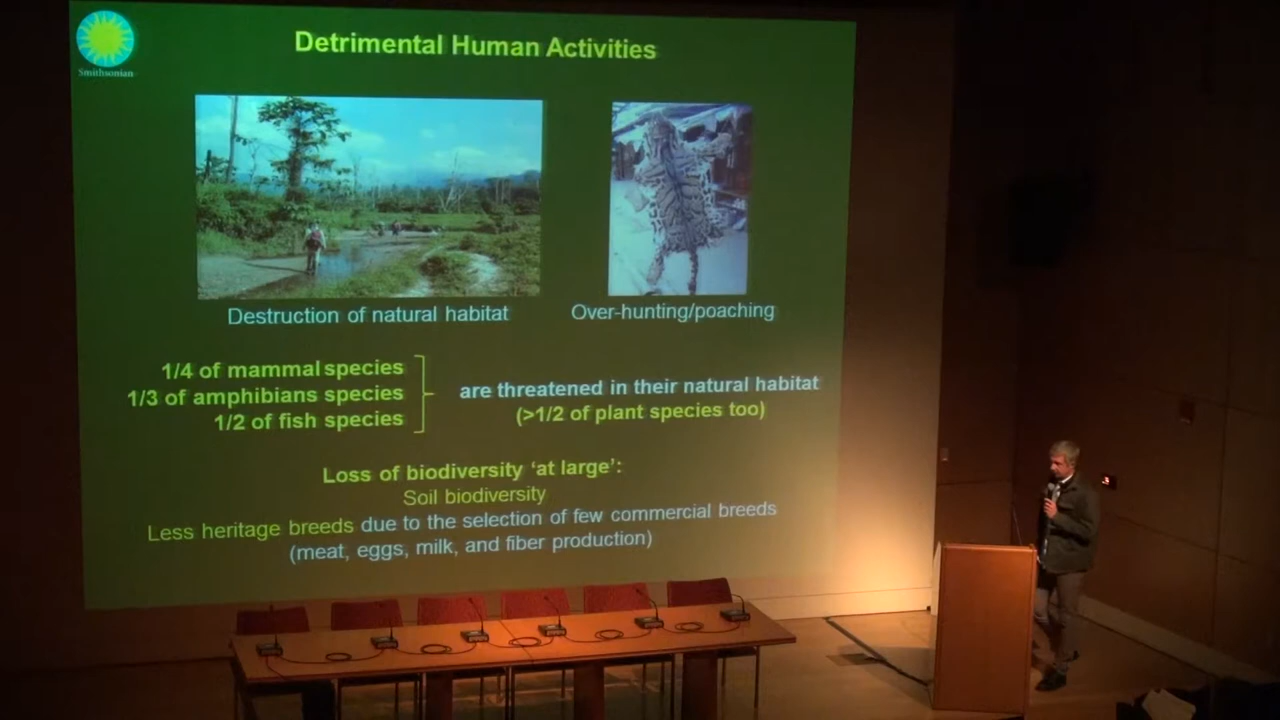 Smithsonian
Detrimental Human Activities
Destruction of natural habitat
Over-hunting/poaching
1/4 of mammal species
1/3 of amphibians species
1/2 of fish species
are threatened in their natural habitat
(>1/2 of plant species too)
Loss of biodiversity ‘at large’:
Soil biodiversity
Less heritage breeds due to the selection of few commercial breeds
(meat, eggs, milk, and fiber production)